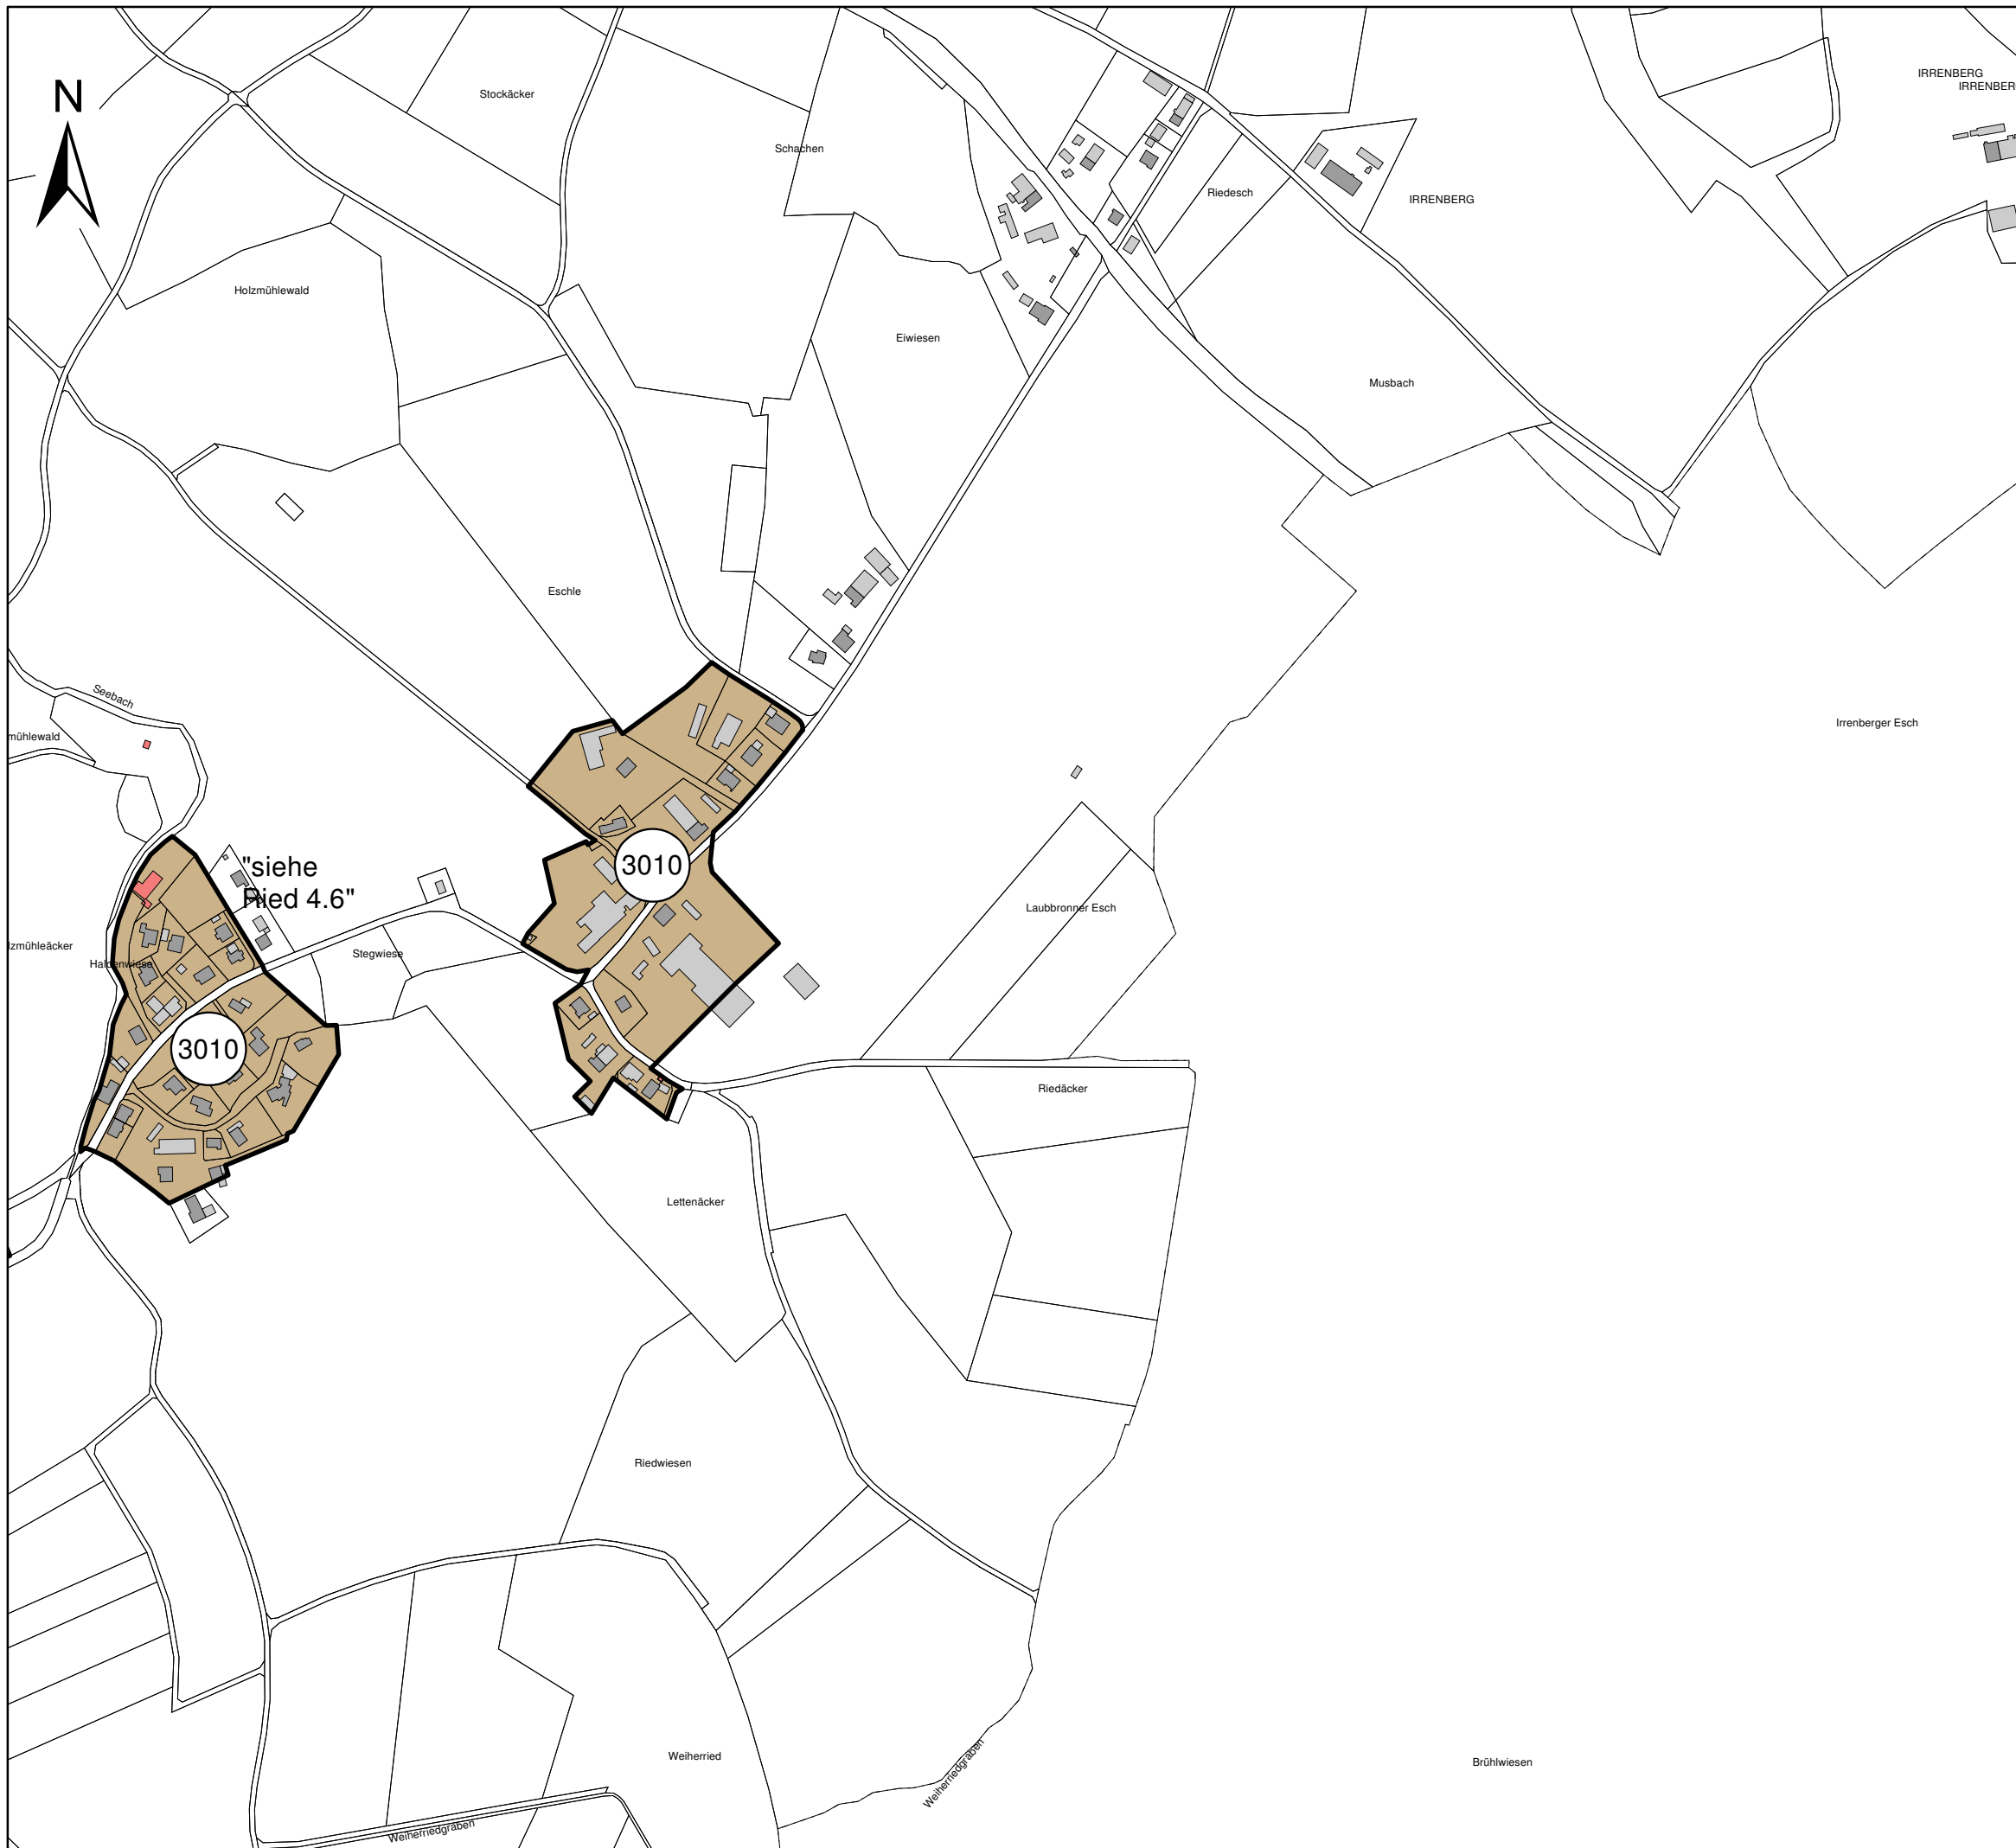 IRRENBERG
IRRENBER
N
Stockäcker
Schachen
Riedesch
IRRENBERG
Holzmühlewald
Eiwiesen
Musbach
Eschle
Seebach
Irrenberger Esch
mühlewald
"siehe
Ried 4.6"
3010
Laubbronner Esch
lzmühleäcker
Stegwiese
Haldenwiese
3010
Riedäcker
Lettenäcker
Riedwiesen
Weiherried
Weiherriedgraben
Brühlwiesen
Weiherriedgraben